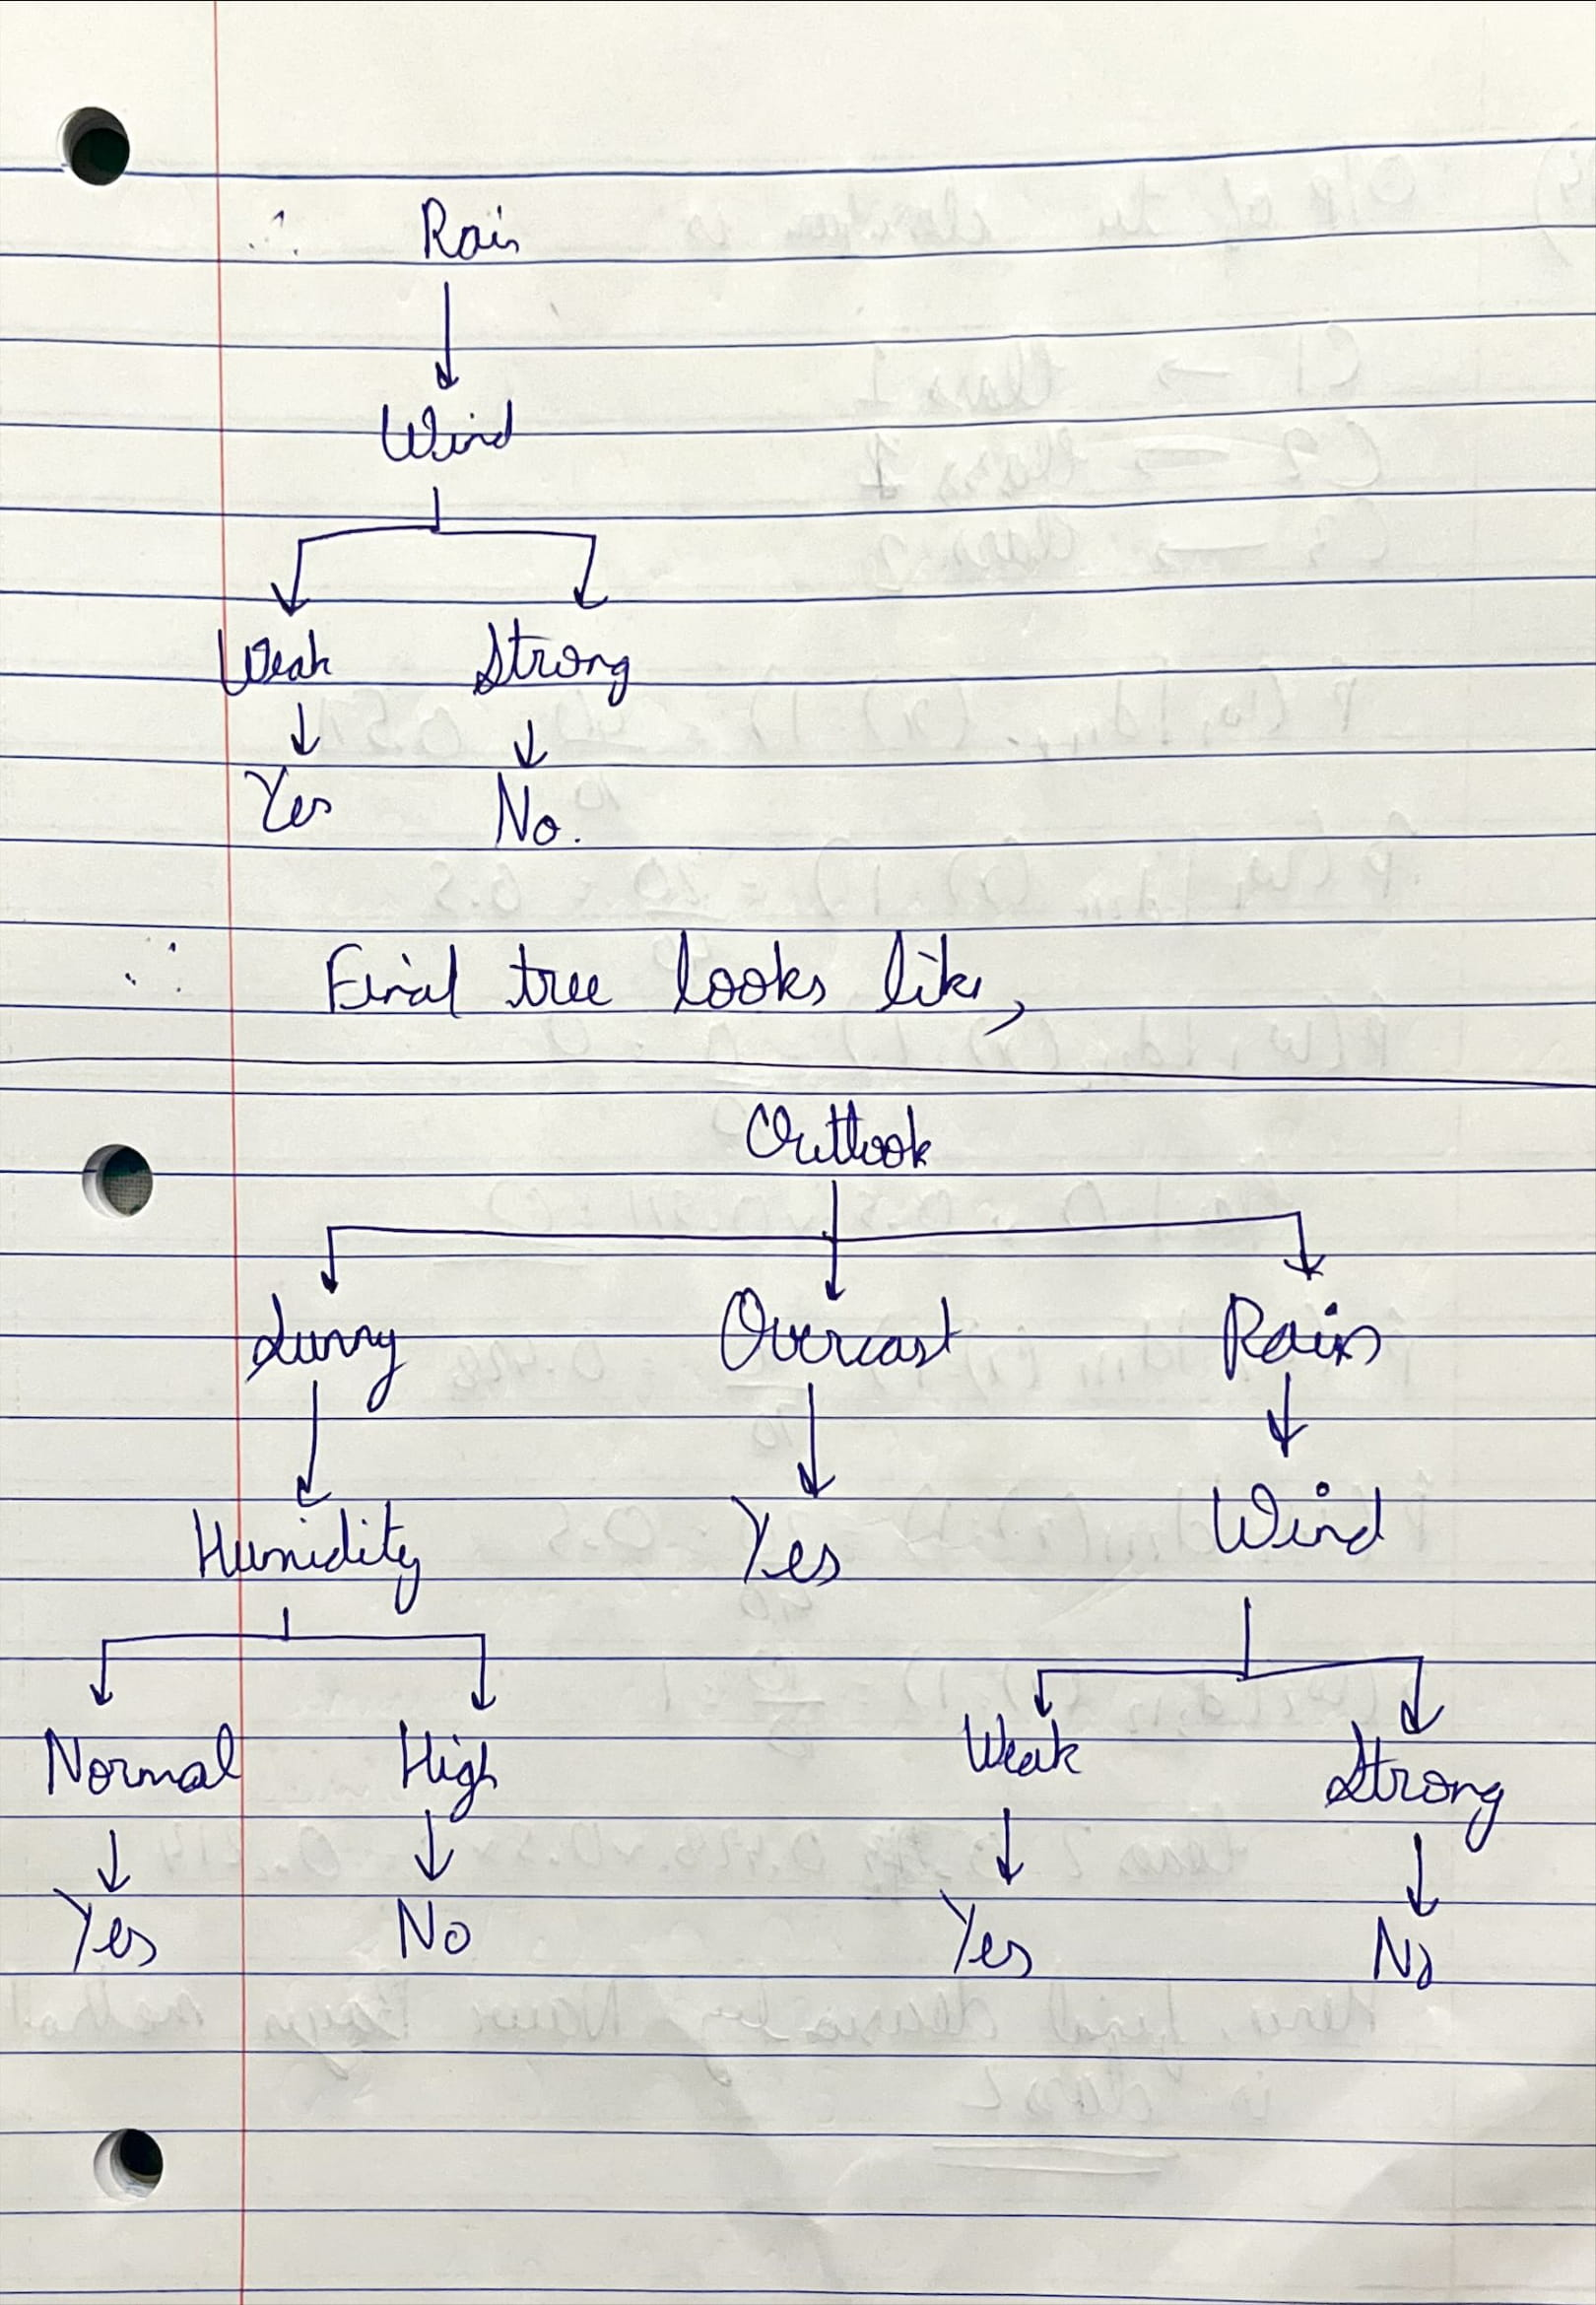 ∴ Rain
Wind
Weak Strong
Yes No.
∴ Final tree looks like,
Outlook
Sunny Overcast Rain
Humidity Yes Wind
Normal High Weak Strong
Yes No Yes No